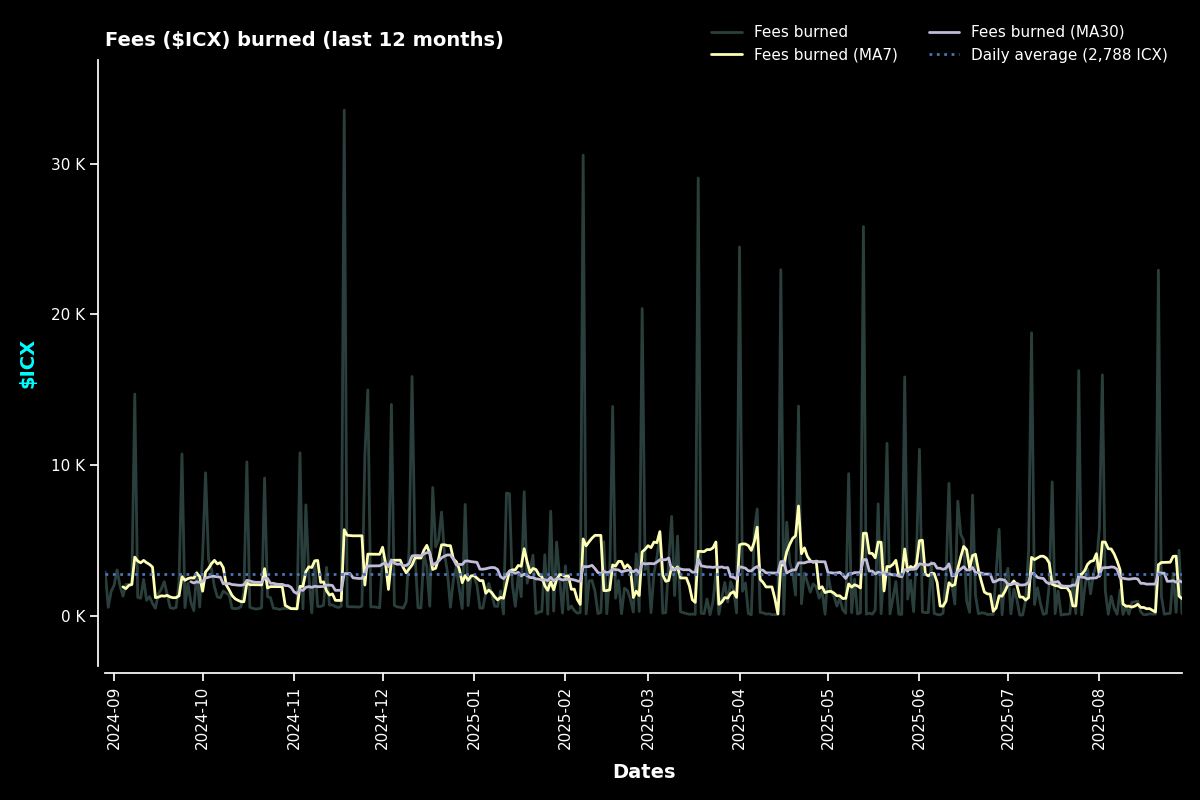 Fees ($ICX) burned (last 12 months)
Fees burned
Fees burned (MA7)
Fees burned (MA30)
Daily average (2,788 ICX)
$ICX
30 K
20 K
10 K
0 K
2024-09
2024-10
2024-11
2024-12
2025-01
2025-02
2025-03
2025-04
2025-05
2025-06
2025-07
2025-08
Dates